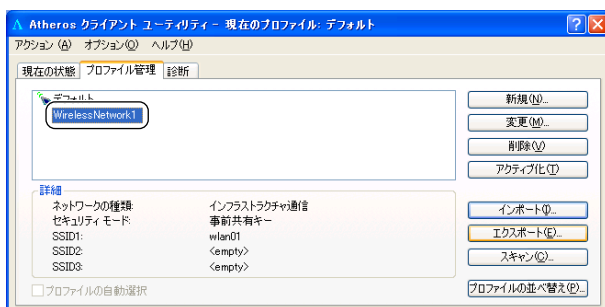 Atheros クライアント ユーティリティ - 現在のプロファイル: デフォルト
アクション (A) オプション(O) ヘルプ(H)
現在の状態 プロファイル管理 診断
デフォルト
WirelessNetwork1
新規(N)...
変更(M)...
削除(V)
アクティブ化(T)
詳細
ネットワークの種類: インフラストラクチャ通信
セキュリティ モード: 事前共有キー
SSID1: wlan01
SSID2: <empty>
SSID3: <empty>
インポート(I)...
エクスポート(E)...
スキャン(C)...
プロファイルの自動選択
プロファイルの並べ替え(P)...